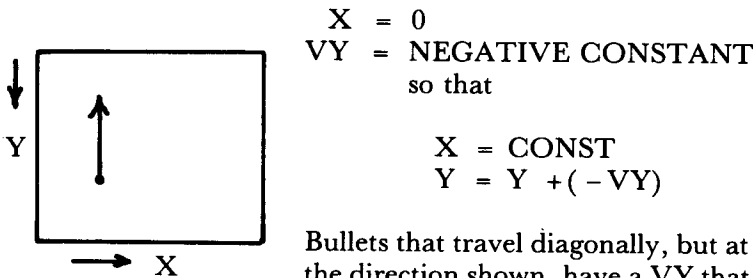 X = 0
VY = NEGATIVE CONSTANT
so that
Y
X = CONST
Y = Y +( – VY)
X
Bullets that travel diagonally, but at
the direction shown, have a VY that